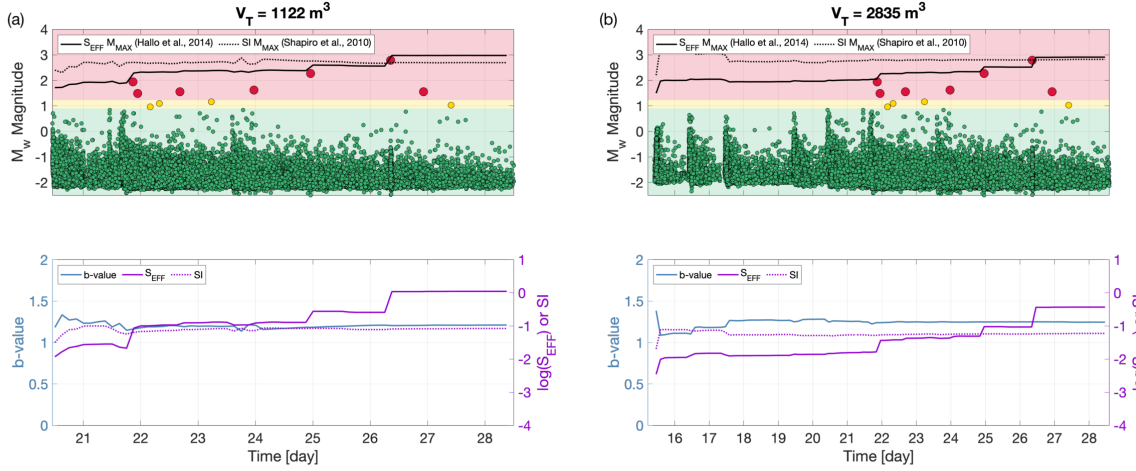 (a)
V_T = 1122 m³
S_EFF M_MAX (Hallo et al., 2014) SI M_MAX (Shapiro et al., 2010)
M_w Magnitude
4
3
2
1
0
-1
-2
b-value S_EFF SI
b-value
2
1.5
1
0.5
0
log(S_EFF) or SI
1
0
-1
-2
-3
-4
21 22 23 24 25 26 27 28
Time [day]
(b)
V_T = 2835 m³
S_EFF M_MAX (Hallo et al., 2014) SI M_MAX (Shapiro et al., 2010)
M_w Magnitude
4
3
2
1
0
-1
-2
b-value S_EFF SI
b-value
2
1.5
1
0.5
0
1
0
-1
-2
-3
-4
16 17 18 19 20 21 22 23 24 25 26 27 28
Time [day]